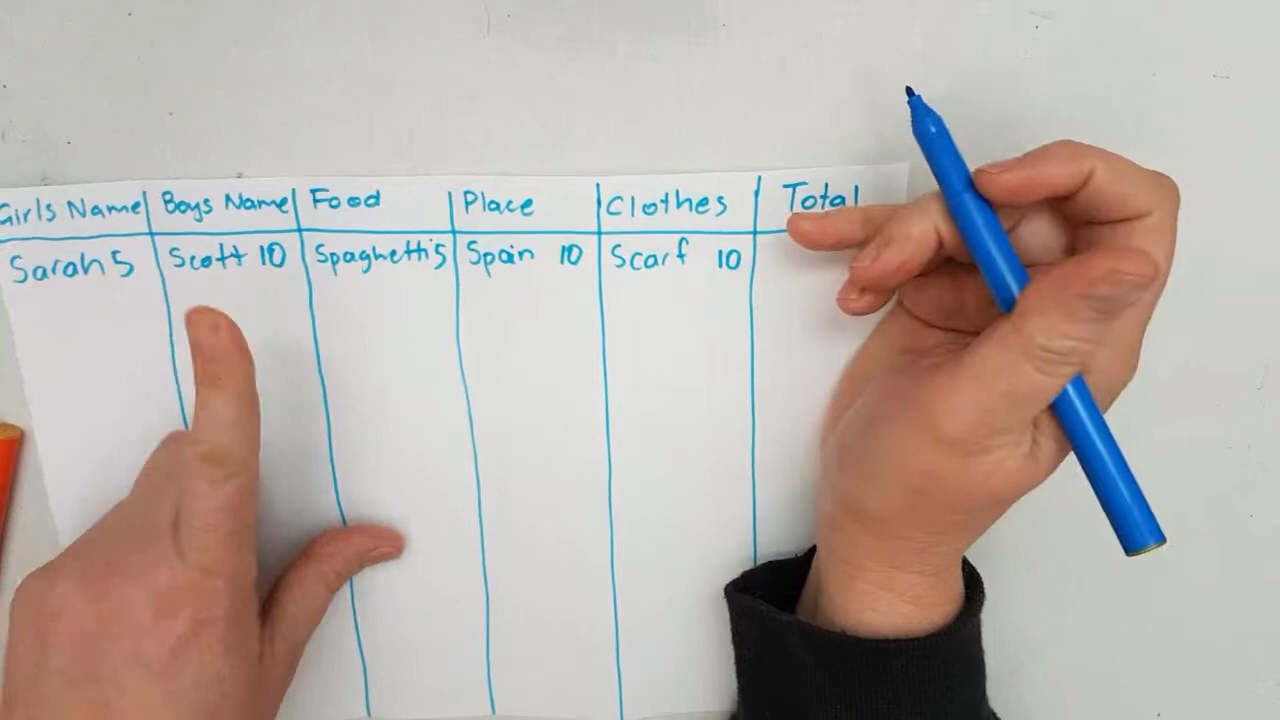 Girls Name Boys Name Food Place Clothes Total
Sarah 5 Scott 10 Spaghetti 5 Spain 10 Scarf 10